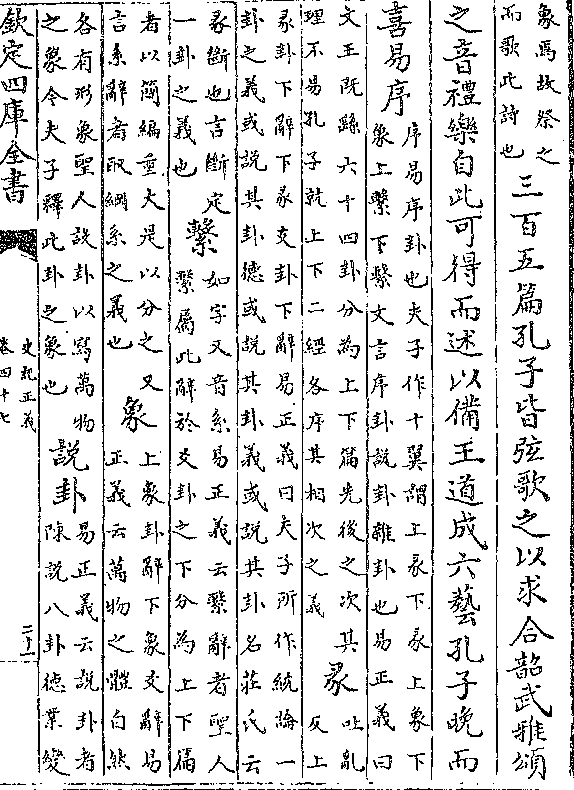 象焉故祭之
而歌此詩也
三百五篇孔子皆弦歌之以求合韶武雅頌
之音禮樂自此可得而述以備王道成六藝孔子晚而
喜易序
序易序卦也夫子作十翼謂上彖下彖上象下
象上繫下繫文言序卦說卦雜卦也易正義曰
文王既繇六十四卦分為上下篇先後之次其
理不易孔子就上下二經各序其相次之義
彖
吐亂
反上
彖卦下辭下彖爻卦下辭易正義曰夫子所作統論一
卦之義或說其卦德或說其卦義或說其卦名莊氏云
彖斷也言斷定
一卦之義也
繫
如字又音系易正義云繫辭者聖人
繫屬此辭於爻卦之下分為上下篇
者以簡編重大是以分之又
言系辭者取綱系之義也
象
上象卦辭下象爻辭易
正義云萬物之體自然
各有形象聖人設卦以寫萬物
之象今夫子釋此卦之象也
說卦
易正義云說卦者
陳說八卦德業變
欽定四庫全書
史記正義
卷四十七